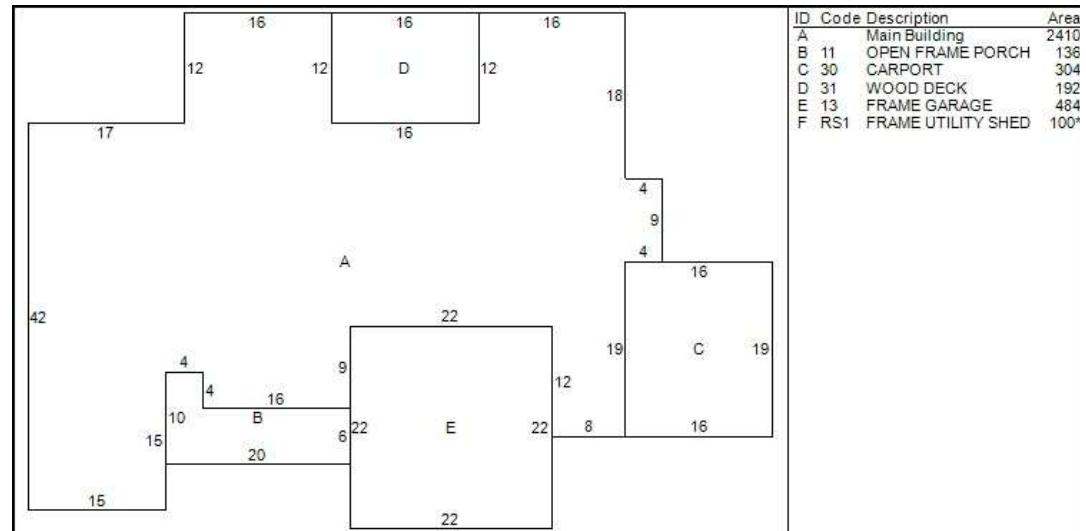 16 16 16
12 12 D 12
18
17 16
4
9
4
A
16
42
22
4 9 19 C 19
12
4 16
10 B
15 6 22 E 22 8 16
20
15 22
ID Code Description Area
A Main Building 2410
B 11 OPEN FRAME PORCH 136
C 30 CARPORT 304
D 31 WOOD DECK 192
E 13 FRAME GARAGE 484
F RS1 FRAME UTILITY SHED 100*